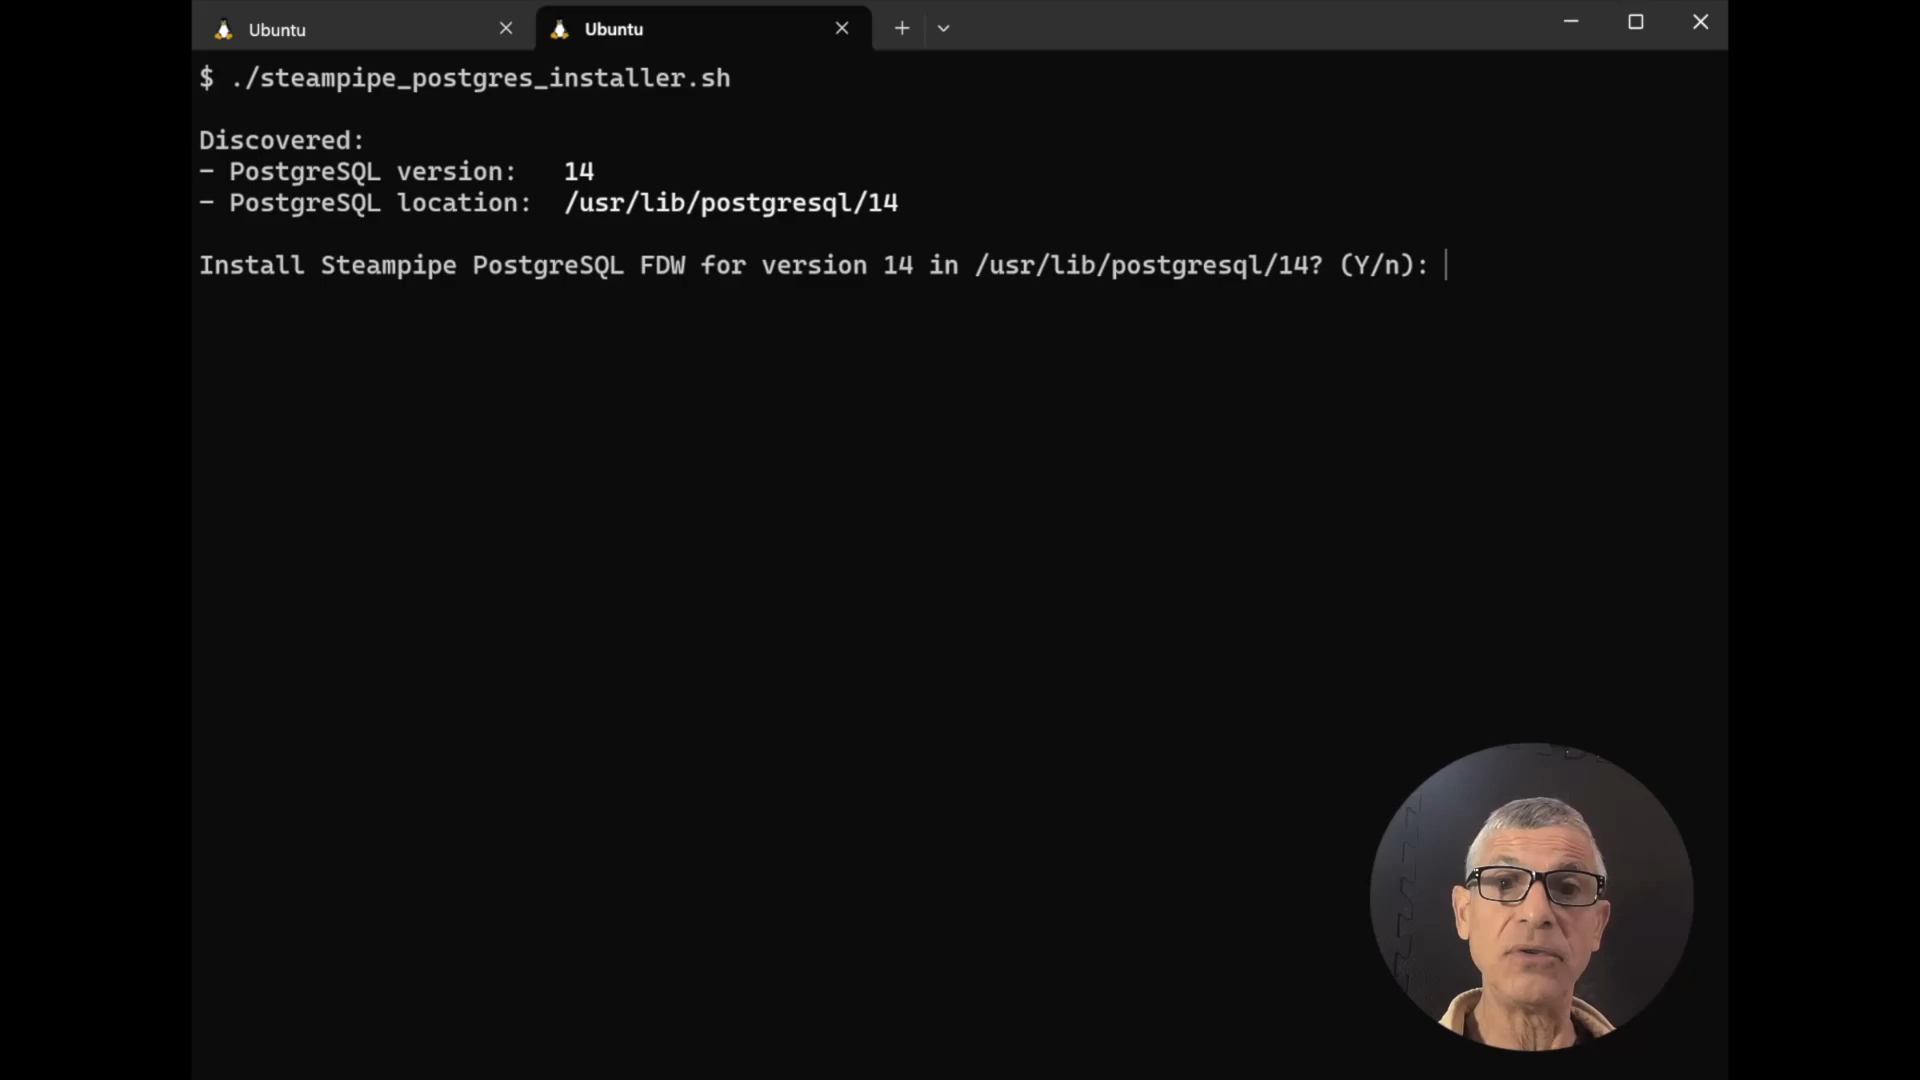 Ubuntu
Ubuntu
$ ./steampipe_postgres_installer.sh
Discovered:
- PostgreSQL version: 14
- PostgreSQL location: /usr/lib/postgresql/14
Install Steampipe PostgreSQL FDW for version 14 in /usr/lib/postgresql/14? (Y/n):